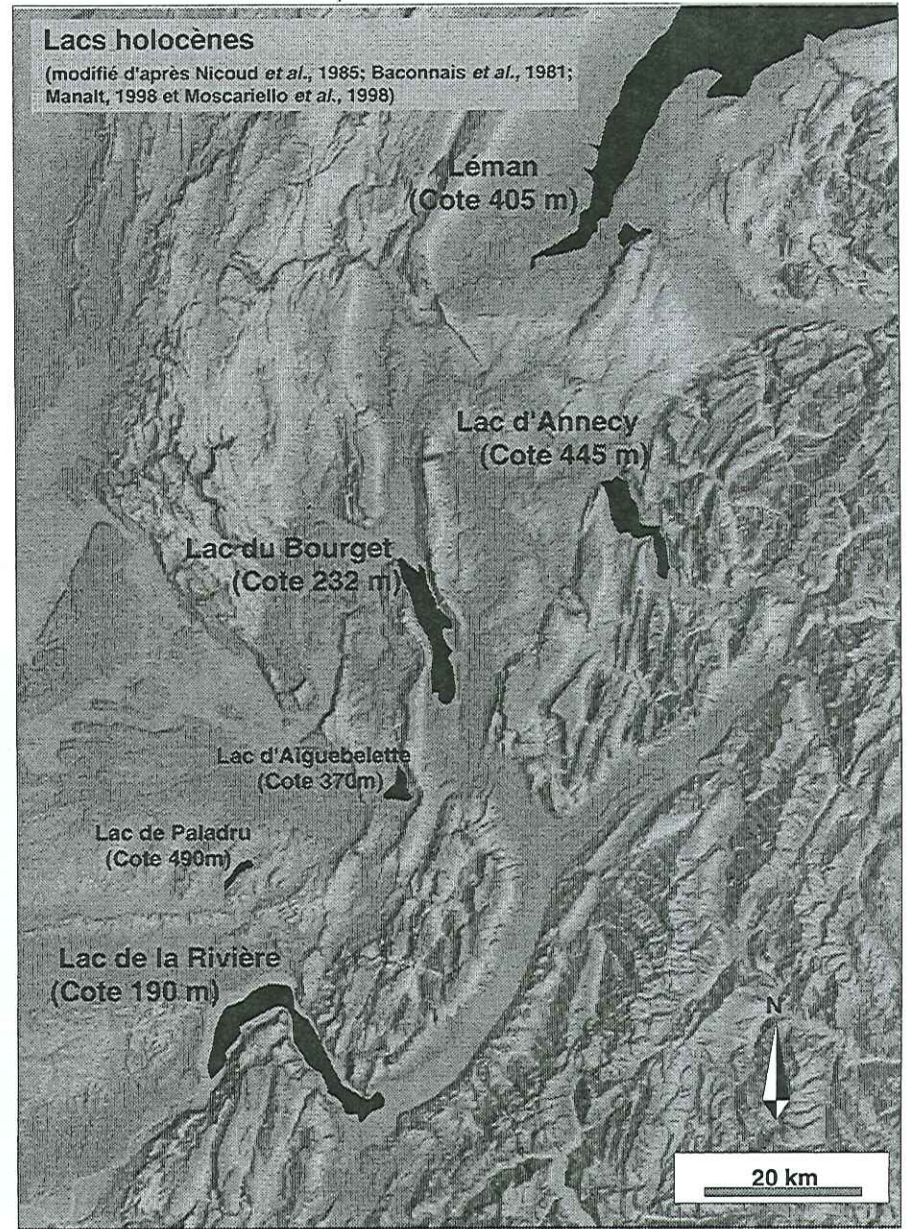 Lacs holocènes
(modifié d'après Nicoud et al., 1985; Baconnais et al., 1981;
Manalt, 1998 et Moscariello et al., 1998)
Léman
(Cote 405 m)
Lac d'Annecy
(Cote 445 m)
Lac du Bourget
(Cote 232 m)
Lac d'Aiguebelette
(Cote 370m)
Lac de Paladru
(Cote 490m)
Lac de la Rivière
(Cote 190 m)
N
20 km